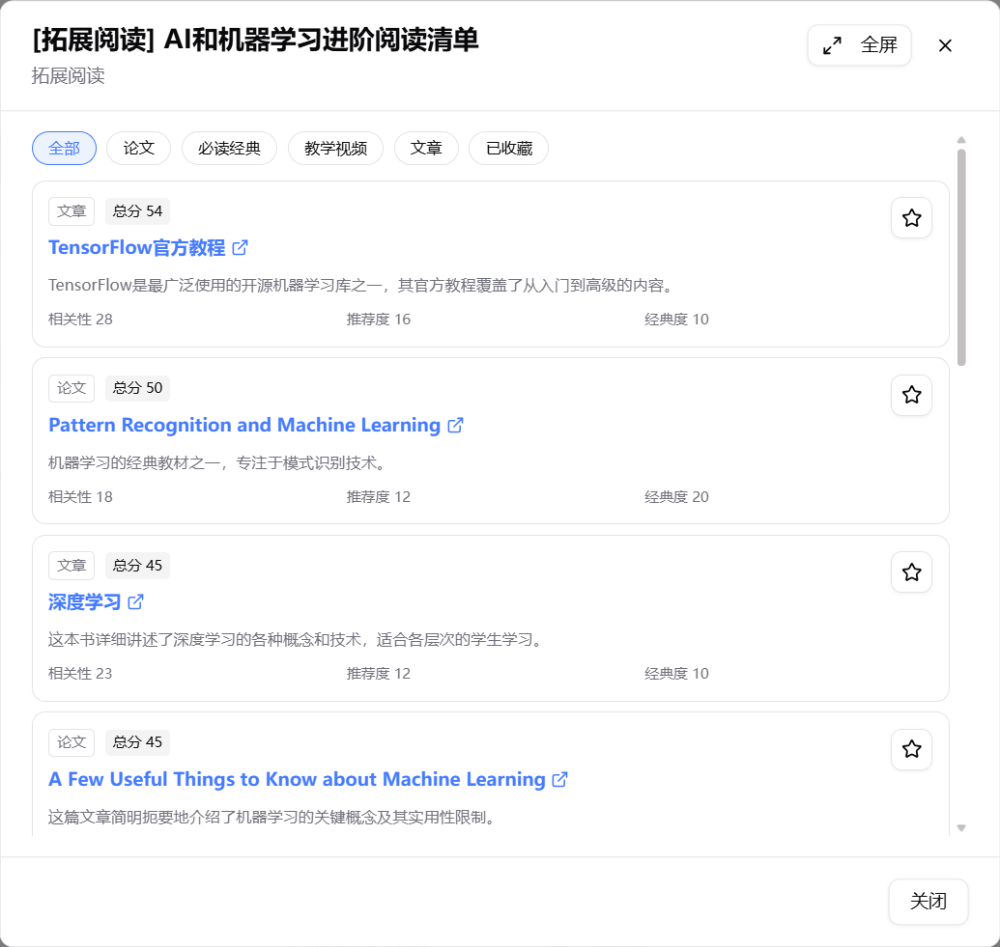 [拓展阅读] AI和机器学习进阶阅读清单
全屏
拓展阅读
全部 论文 必读经典 教学视频 文章 已收藏
文章 总分 54
TensorFlow官方教程
TensorFlow是最广泛使用的开源机器学习库之一，其官方教程覆盖了从入门到高级的内容。
相关性 28 推荐度 16 经典度 10
论文 总分 50
Pattern Recognition and Machine Learning
机器学习的经典教材之一，专注于模式识别技术。
相关性 18 推荐度 12 经典度 20
文章 总分 45
深度学习
这本书详细讲述了深度学习的各种概念和技术，适合各层次的学生学习。
相关性 23 推荐度 12 经典度 10
论文 总分 45
A Few Useful Things to Know about Machine Learning
这篇文章简明扼要地介绍了机器学习的关键概念及其实用性限制。
关闭